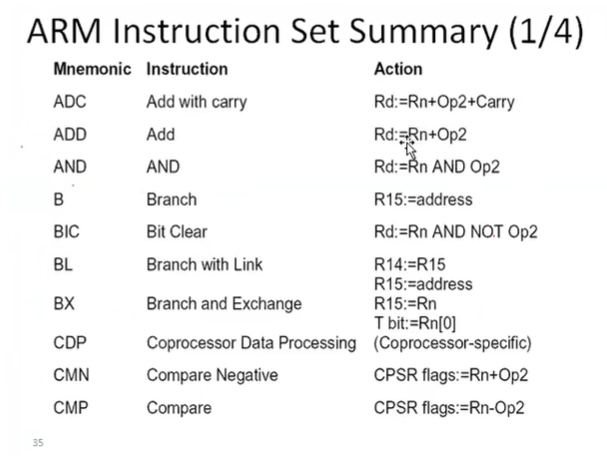 ARM Instruction Set Summary (1/4)
Mnemonic Instruction Action
ADC Add with carry Rd:=Rn+Op2+Carry
ADD Add Rd:=Rn+Op2
AND AND Rd:=Rn AND Op2
B Branch R15:=address
BIC Bit Clear Rd:=Rn AND NOT Op2
BL Branch with Link R14:=R15
R15:=address
BX Branch and Exchange R15:=Rn
T bit:=Rn[0]
CDP Coprocessor Data Processing (Coprocessor-specific)
CMN Compare Negative CPSR flags:=Rn+Op2
CMP Compare CPSR flags:=Rn-Op2
35